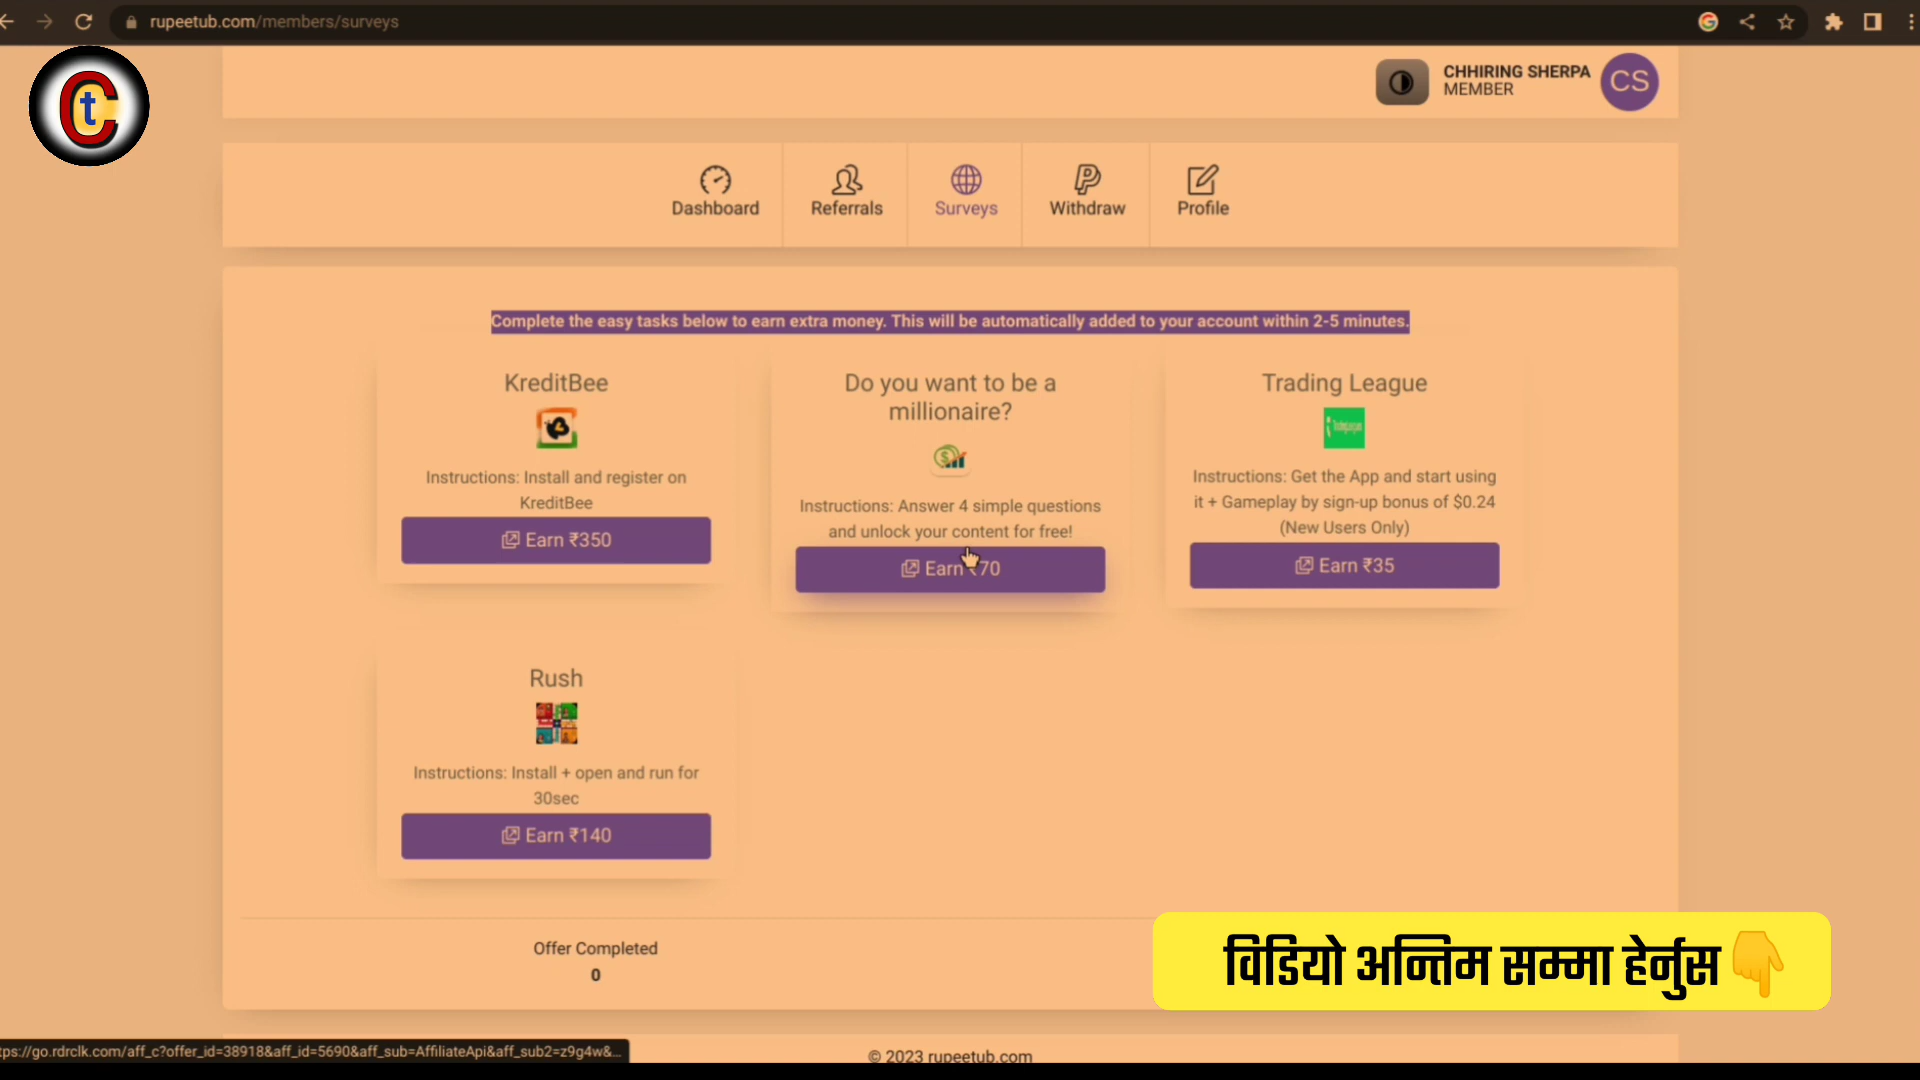 rupeetub.com/members/surveys
Ct
CHHIRING SHERPA
MEMBER
CS
Dashboard
Referrals
Surveys
Withdraw
Profile
Complete the easy tasks below to earn extra money. This will be automatically added to your account within 2-5 minutes.
KreditBee
Instructions: Install and register on
KreditBee
Earn ₹350
Do you want to be a
millionaire?
Instructions: Answer 4 simple questions
and unlock your content for free!
Earn ₹70
Trading League
Instructions: Get the App and start using
it + Gameplay by sign-up bonus of $0.24
(New Users Only)
Earn ₹35
Rush
Instructions: Install + open and run for
30sec
Earn ₹140
Offer Completed
0
विडियो अन्तिम सम्मा हेर्नुस
tps://go.rdrclk.com/aff_c?offer_id=38918&aff_id=5690&aff_sub=AffiliateApi&aff_sub2=z9g4w&...
© 2023 rupeetub.com